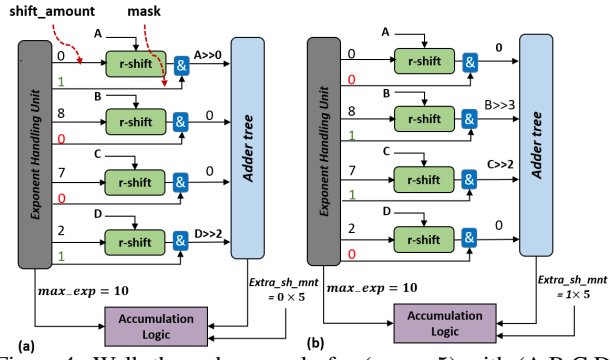 shift_amount
mask
Exponent Handling Unit
A
0
r-shift
&
A>>0
1
B
8
r-shift
&
0
0
C
7
r-shift
&
0
0
D
2
r-shift
&
D>>2
1
Adder tree
max_exp = 10
Extra_sh_mnt
= 0 × 5
Accumulation
Logic
(a)
Exponent Handling Unit
A
0
r-shift
&
0
0
B
8
r-shift
&
B>>3
1
C
7
r-shift
&
C>>2
1
D
2
r-shift
&
0
0
Adder tree
max_exp = 10
Extra_sh_mnt
= 1× 5
Accumulation
Logic
(b)